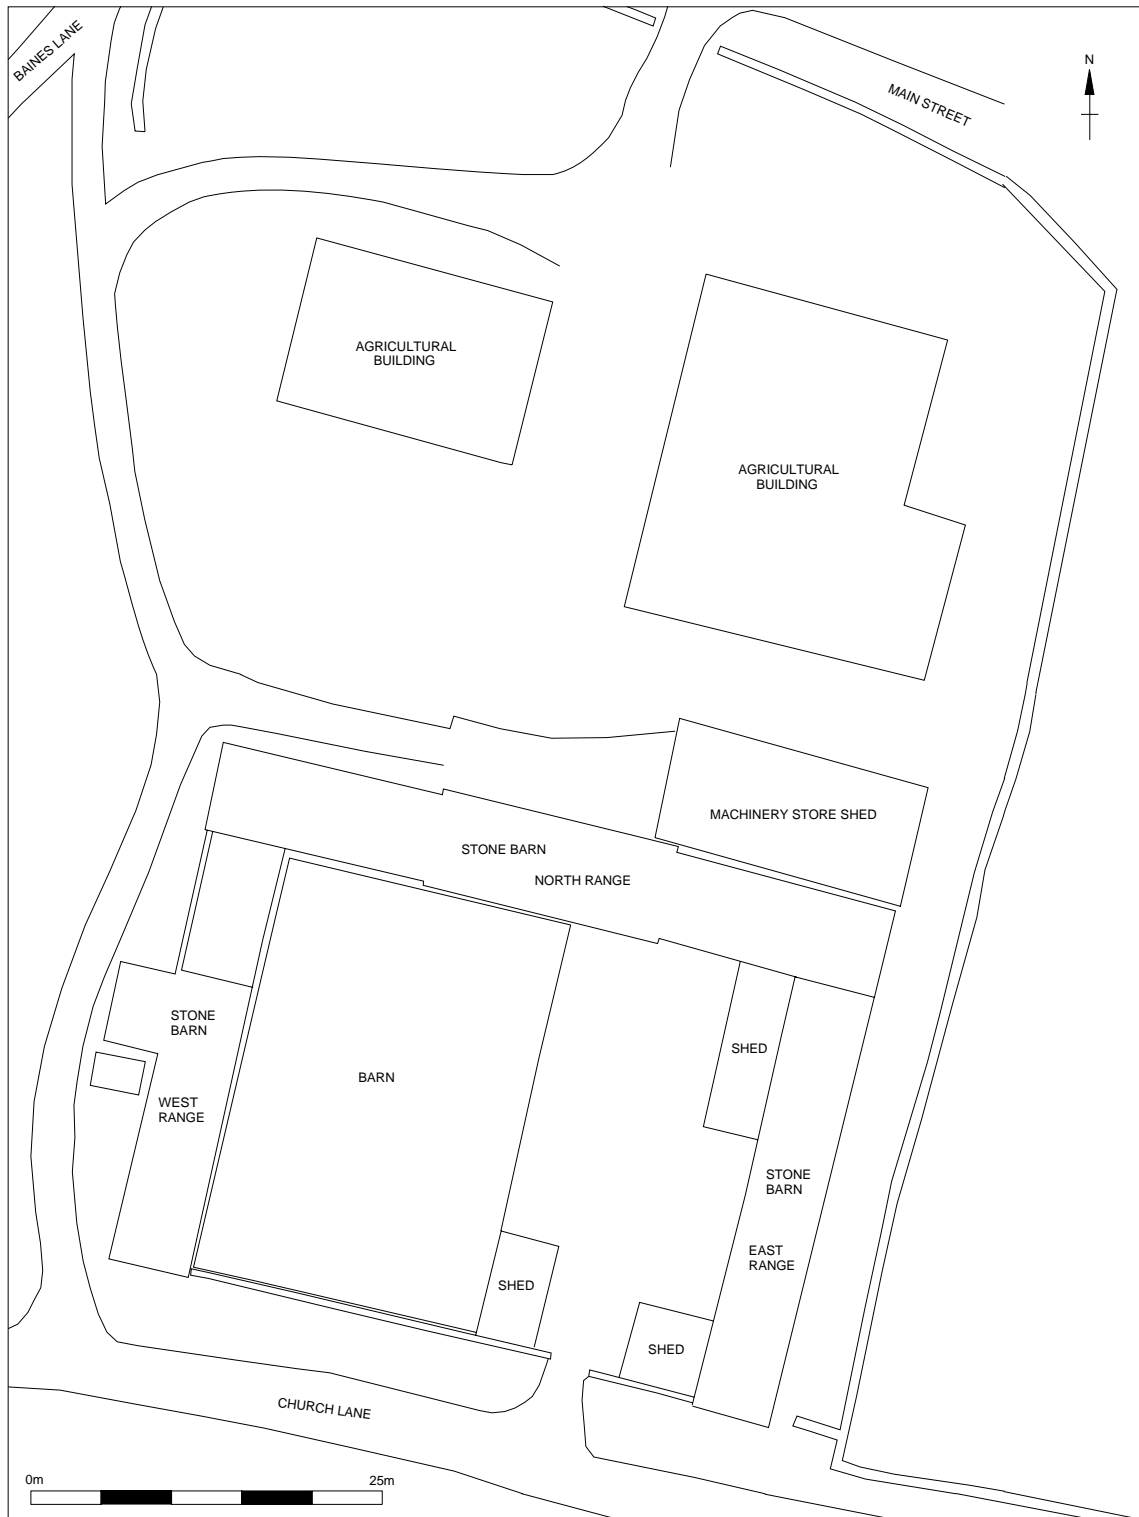 BAINES LANE
N
MAIN STREET
AGRICULTURAL
BUILDING
AGRICULTURAL
BUILDING
MACHINERY STORE SHED
STONE BARN
NORTH RANGE
STONE
BARN
SHED
BARN
WEST
RANGE
STONE
BARN
EAST
RANGE
SHED
SHED
CHURCH LANE
0m
25m